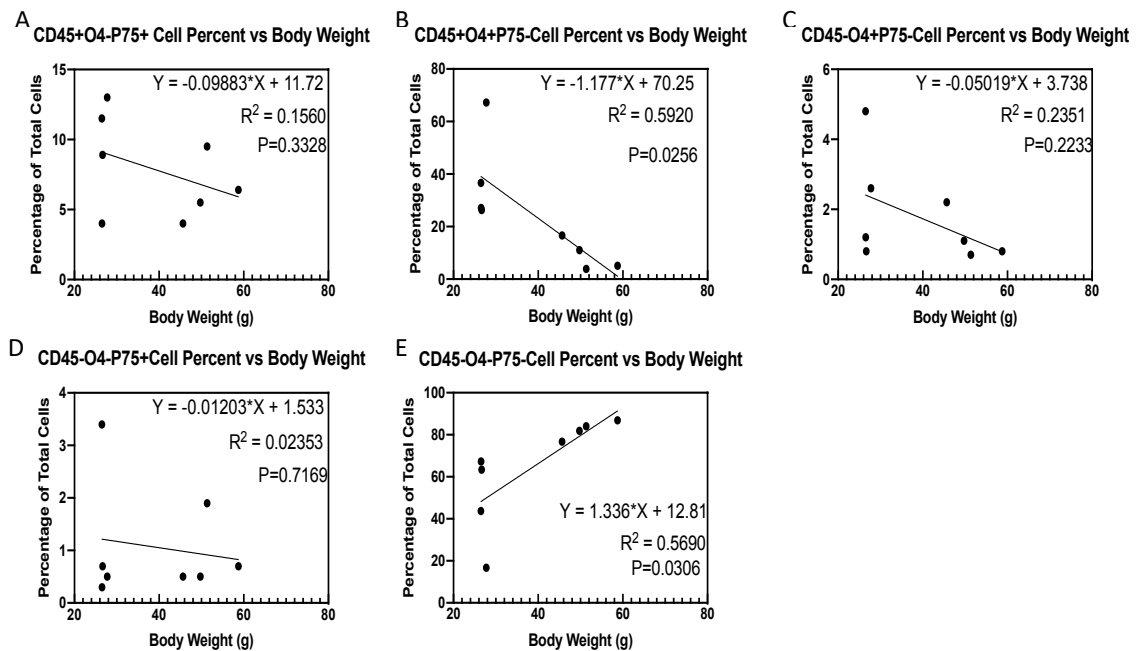 A
CD45+O4-P75+ Cell Percent vs Body Weight
Percentage of Total Cells
15
10
5
0
Y = -0.09883*X + 11.72
R² = 0.1560
P=0.3328
20 40 60 80
Body Weight (g)
B
CD45+O4+P75-Cell Percent vs Body Weight
Percentage of Total Cells
80
60
40
20
0
Y = -1.177*X + 70.25
R² = 0.5920
P=0.0256
20 40 60 80
Body Weight (g)
C
CD45-O4+P75-Cell Percent vs Body Weight
Percentage of Total Cells
6
4
2
0
Y = -0.05019*X + 3.738
R² = 0.2351
P=0.2233
20 40 60 80
Body Weight (g)
D
CD45-O4-P75+Cell Percent vs Body Weight
Percentage of Total Cells
4
3
2
1
0
Y = -0.01203*X + 1.533
R² = 0.02353
P=0.7169
20 40 60 80
Body Weight (g)
E
CD45-O4-P75-Cell Percent vs Body Weight
Percentage of Total Cells
100
80
60
40
20
0
Y = 1.336*X + 12.81
R² = 0.5690
P=0.0306
20 40 60 80
Body Weight (g)